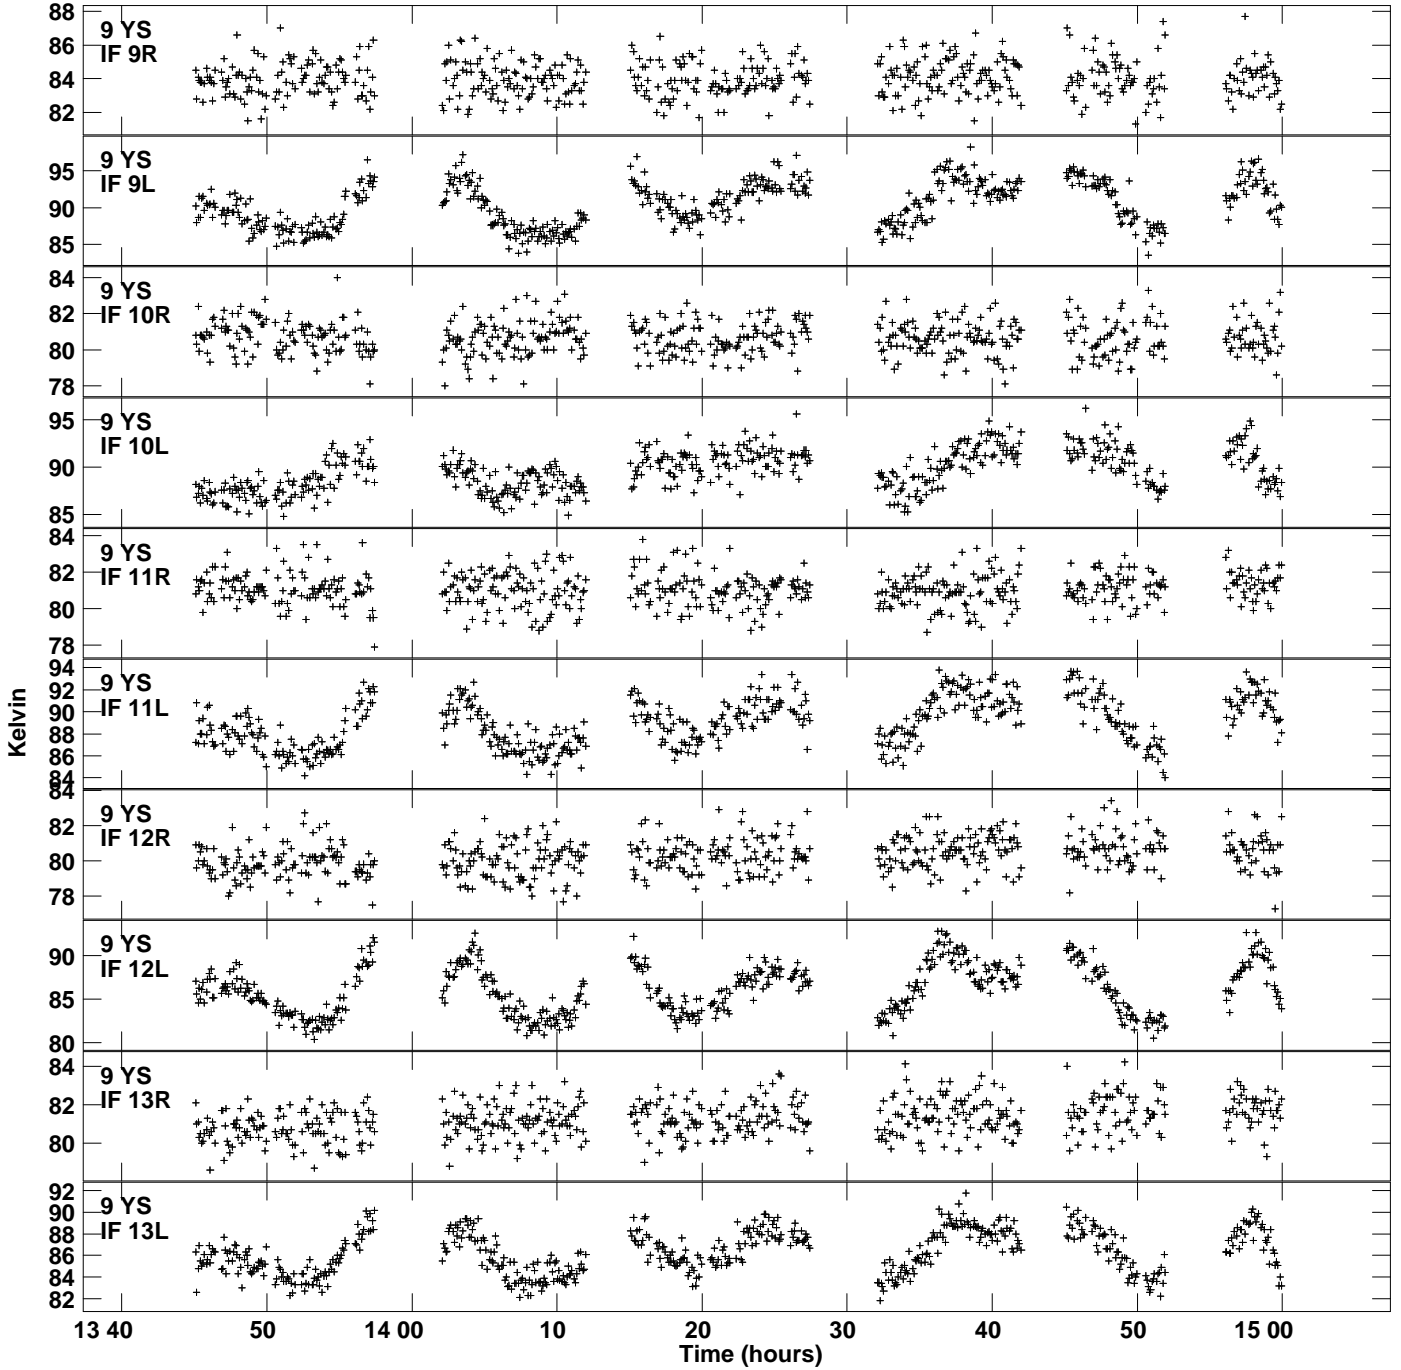 88
86
84
82
9 YS
IF 9R
95
90
85
9 YS
IF 9L
84
82
80
78
9 YS
IF 10R
95
90
85
9 YS
IF 10L
84
82
80
78
9 YS
IF 11R
94
92
90
88
86
84
9 YS
IF 11L
84
82
80
78
9 YS
IF 12R
90
85
80
9 YS
IF 12L
84
82
80
9 YS
IF 13R
92
90
88
86
84
82
9 YS
IF 13L
Kelvin
13 40 50 14 00 10 20 30 40 50 15 00
Time (hours)